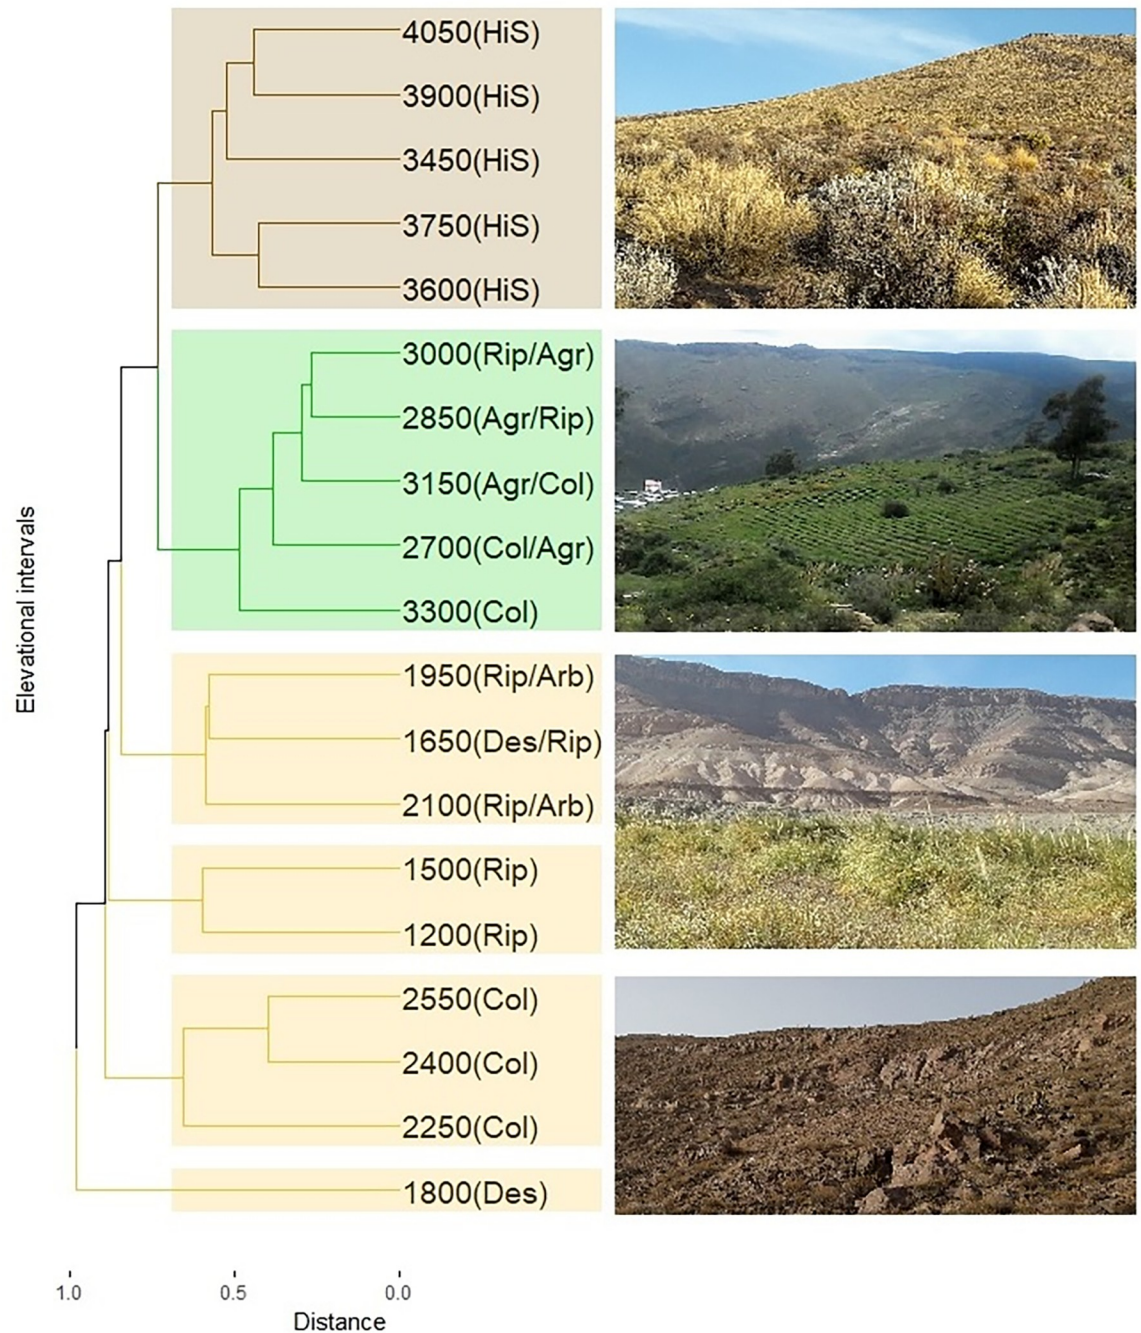 4050(HiS)
3900(HiS)
3450(HiS)
3750(HiS)
3600(HiS)
3000(Rip/Agr)
2850(Agr/Rip)
3150(Agr/Col)
2700(Col/Agr)
3300(Col)
1950(Rip/Arb)
1650(Des/Rip)
2100(Rip/Arb)
1500(Rip)
1200(Rip)
2550(Col)
2400(Col)
2250(Col)
1800(Des)
Elevational intervals
1.0 0.5 0.0
Distance